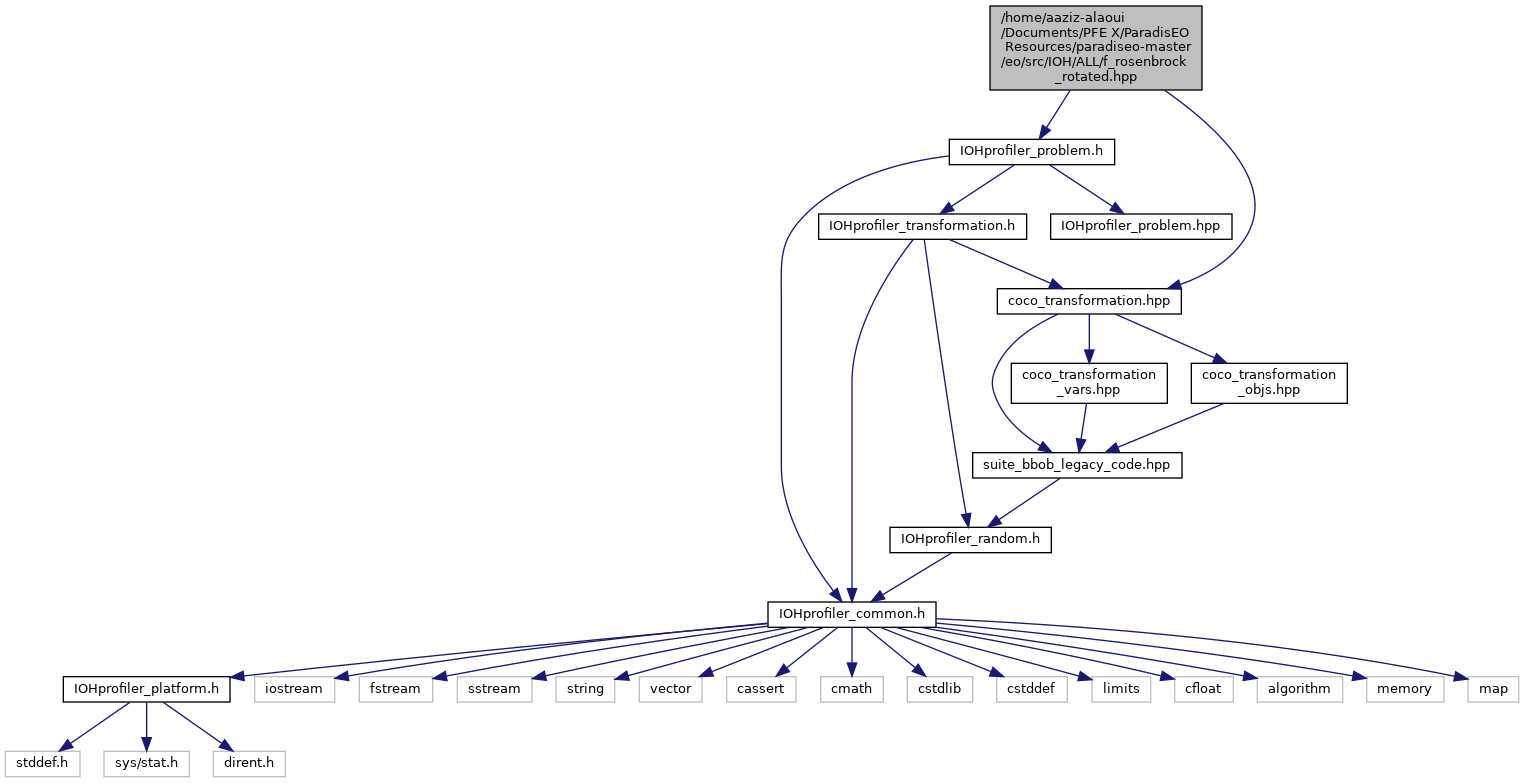 /home/aaziz-alaoui
/Documents/PFE X/ParadisEO
Resources/paradiseo-master
/eo/src/IOH/ALL/f_rosenbrock
_rotated.hpp
IOHprofiler_problem.h
IOHprofiler_transformation.h
IOHprofiler_problem.hpp
coco_transformation.hpp
coco_transformation
_vars.hpp
coco_transformation
_objs.hpp
suite_bbob_legacy_code.hpp
IOHprofiler_random.h
IOHprofiler_common.h
IOHprofiler_platform.h
iostream
fstream
sstream
string
vector
cassert
cmath
cstdlib
cstddef
limits
cfloat
algorithm
memory
map
stddef.h
sys/stat.h
dirent.h